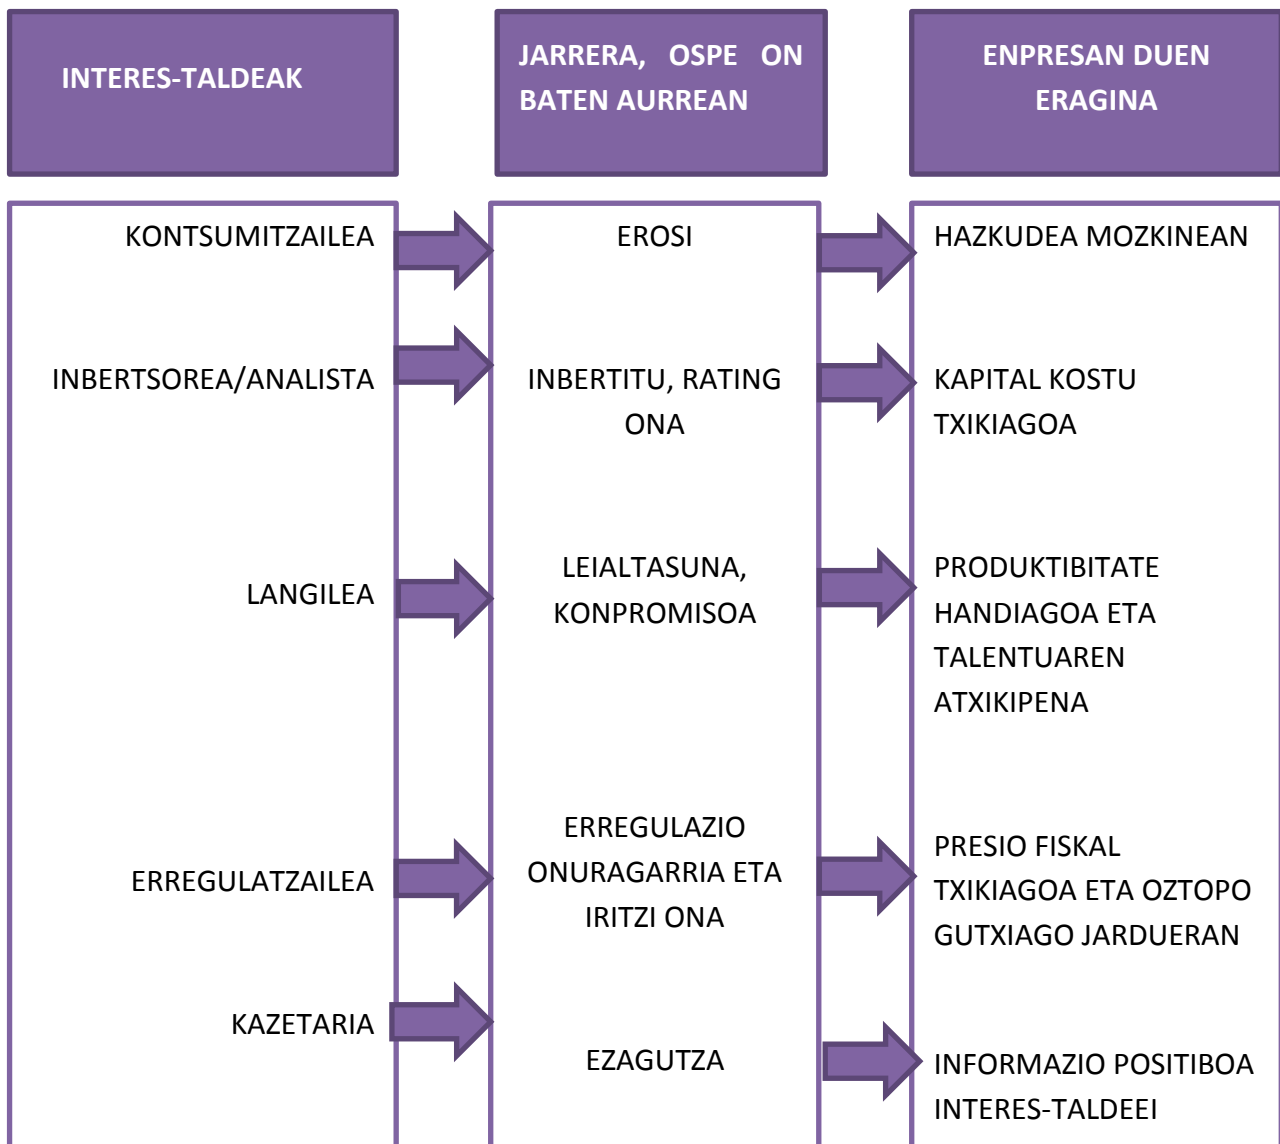 INTERES-TALDEAK
JARRERA, OSPE ON
BATEN AURREAN
ENPRESAN DUEN
ERAGINA
KONTSUMITZAILEA
EROSI
HAZKUDEA MOZKINEAN
INBERTSOREA/ANALISTA
INBERTITU, RATING
ONA
KAPITAL KOSTU
TXIKIAGOA
LANGILEA
LEIALTASUNA,
KONPROMISOA
PRODUKTIBITATE
HANDIAGOA ETA
TALENTUAREN
ATXIKIPENA
ERREGULATZAILEA
ERREGULAZIO
ONURAGARRIA ETA
IRITZI ONA
PRESIO FISKAL
TXIKIAGOA ETA OZTOPO
GUTXIAGO JARDUERAN
KAZETARIA
EZAGUTZA
INFORMAZIO POSITIBOA
INTERES-TALDEEI